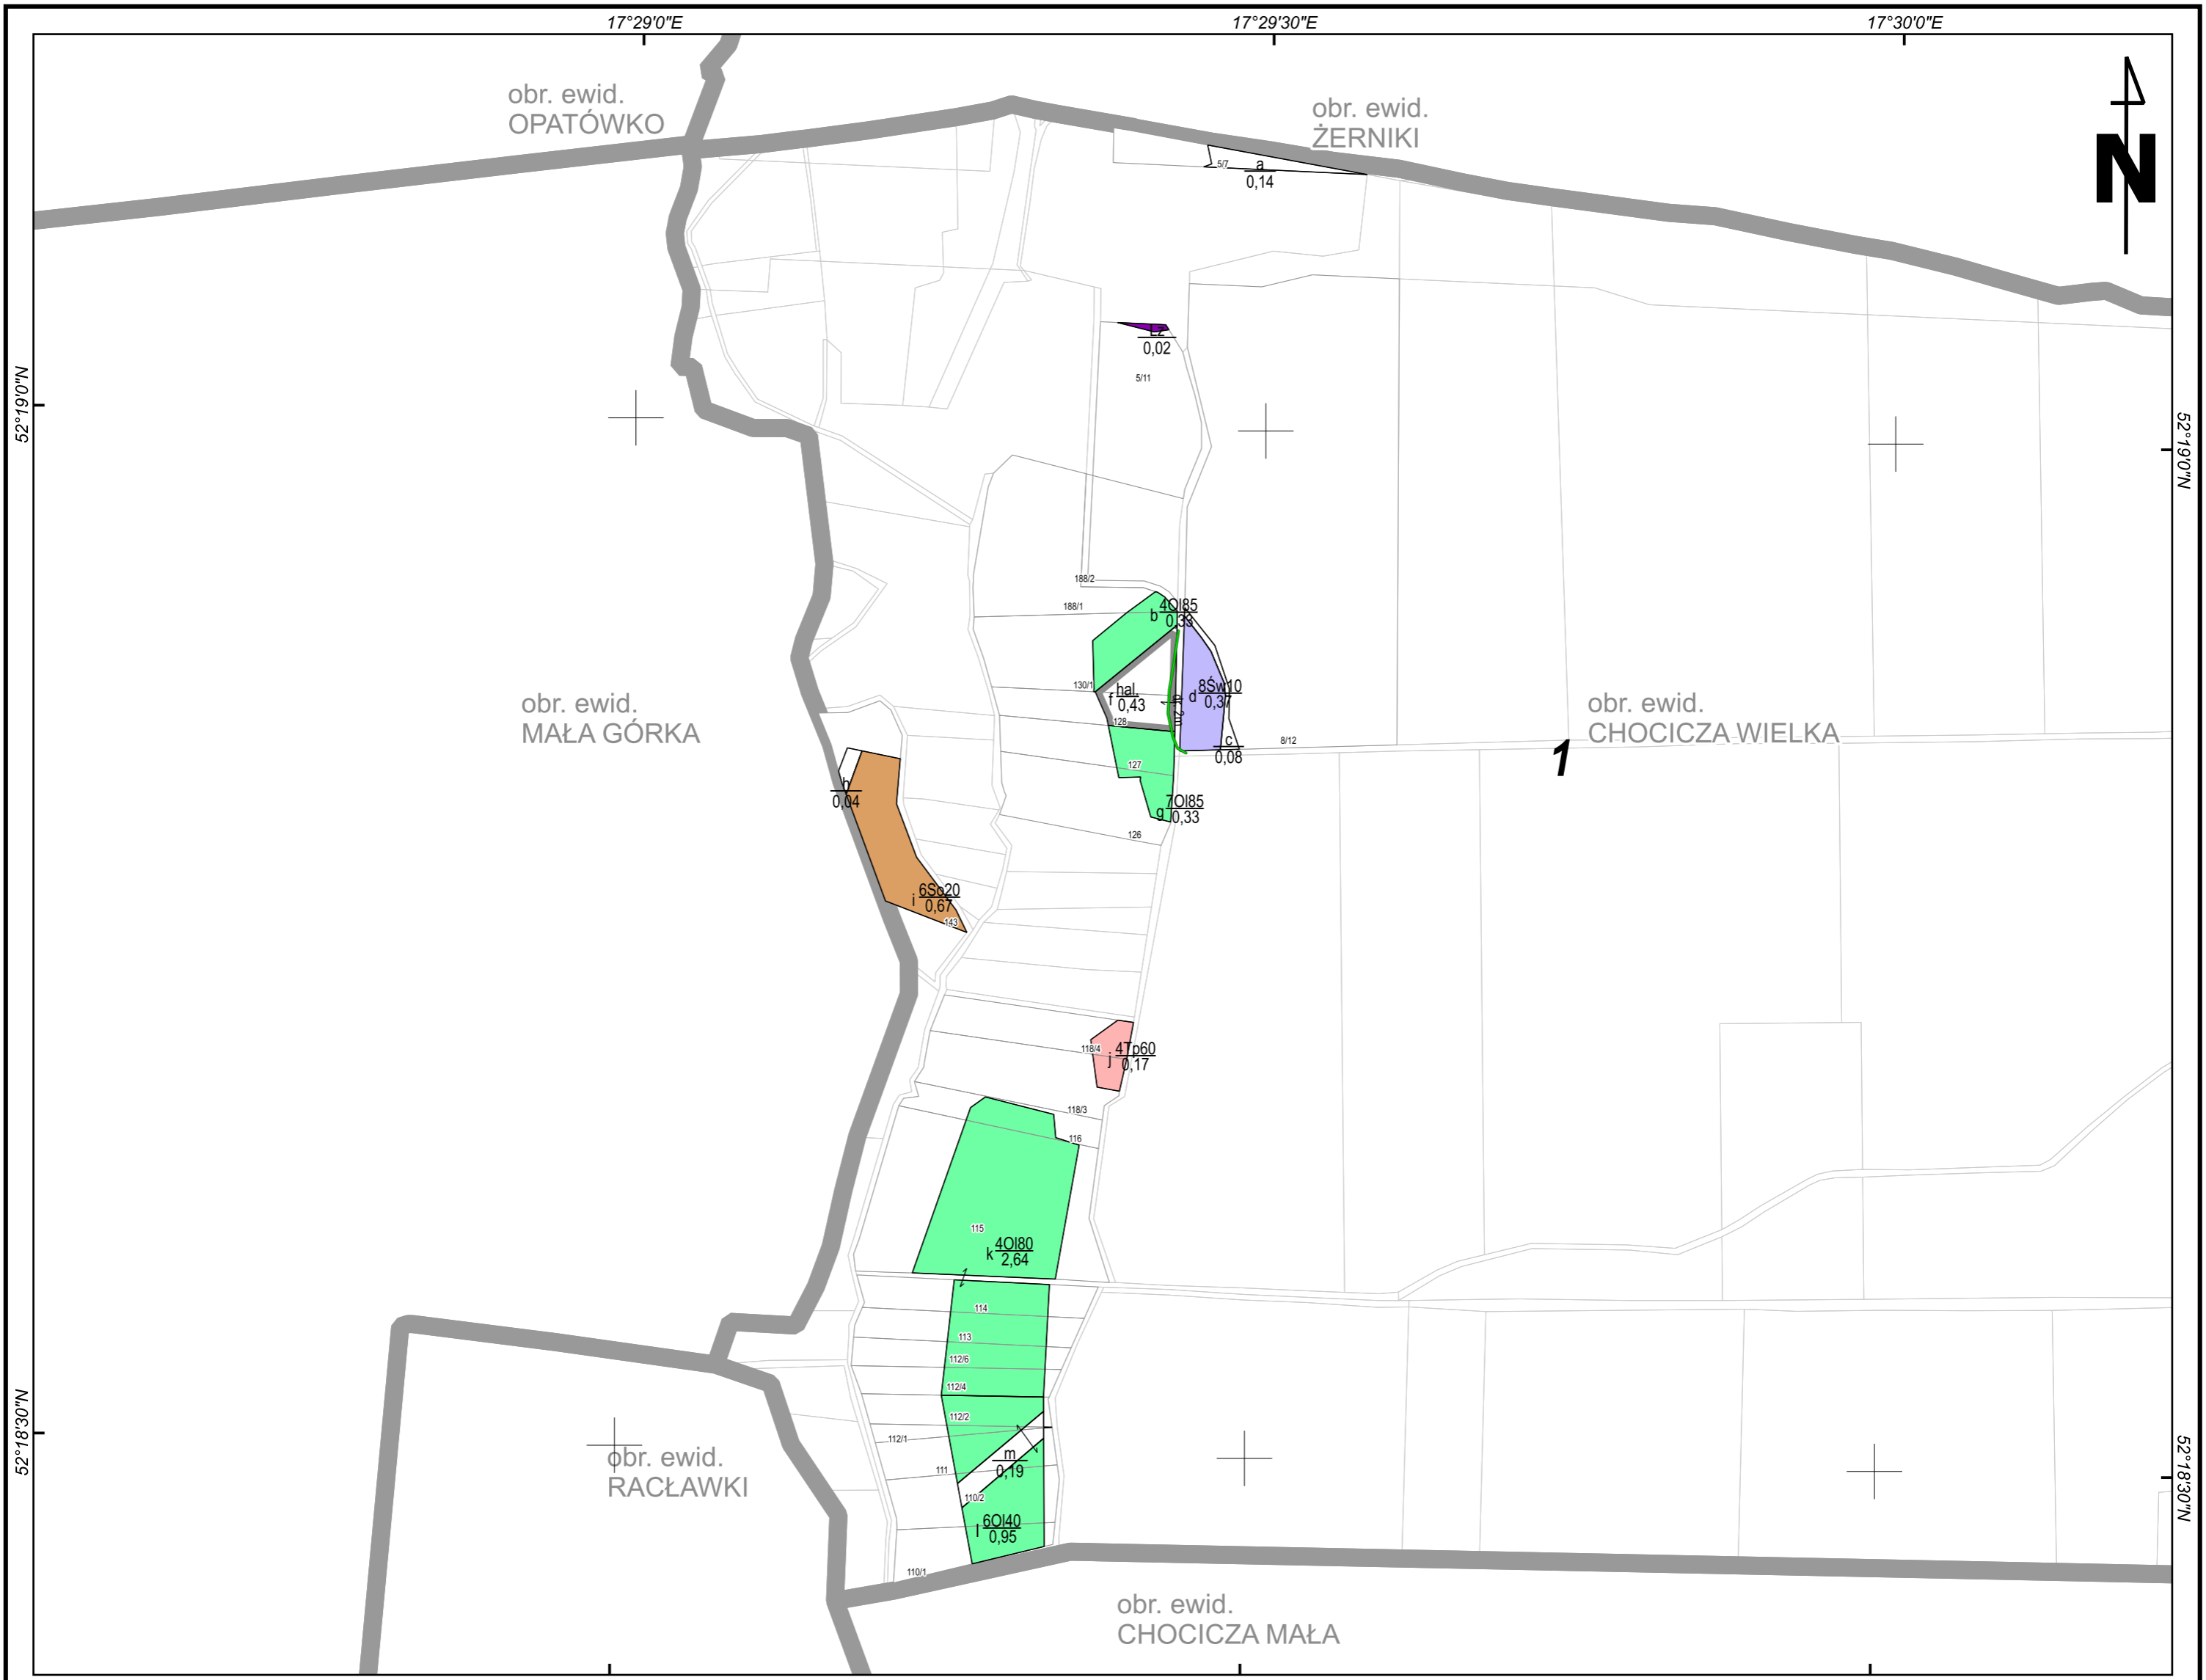 17°29'0"E
17°29'30"E
17°30'0"E
obr. ewid.
OPATÓWKO
obr. ewid.
ŻERNIKI
N
5/7
a
0,14
52°19'0"N
52°19'0"N
Lz
0,02
5/11
188/2
188/1
b 4Ol85
0,33
130/1
f hal.
0,43
128
dr 2m
d 8Św10
0,37
c
0,08
8/12
obr. ewid.
MAŁA GÓRKA
obr. ewid.
CHOCICZA WIELKA
1
127
g 7Ol85
0,33
126
h
0,04
i 6So20
0,67
143
118/4
j 4Tp60
0,17
118/3
116
115
k 4Ol80
2,64
114
113
112/6
112/4
112/2
112/1
m
0,19
111
110/2
l 6Ol40
0,95
110/1
52°18'30"N
52°18'30"N
obr. ewid.
RACŁAWKI
obr. ewid.
CHOCICZA MAŁA